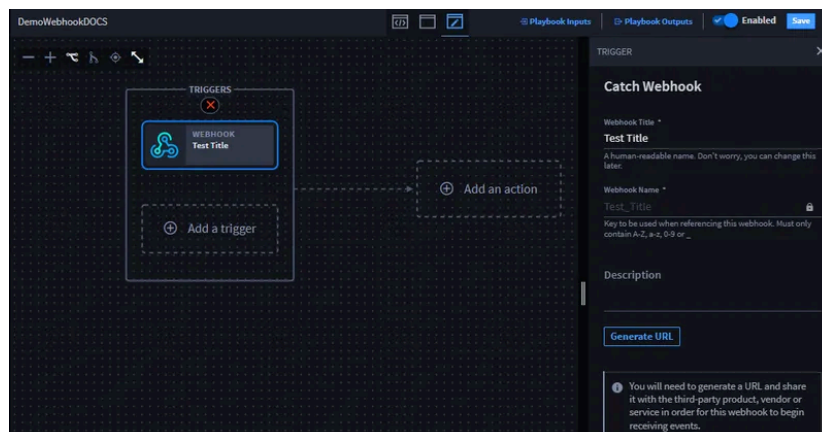 DemoWebhookDOCS
Playbook Inputs
Playbook Outputs
Enabled
Save
TRIGGERS
WEBHOOK
Test Title
Add a trigger
Add an action
TRIGGER
Catch Webhook
Webhook Title *
Test Title
A human-readable name. Don't worry, you can change this
later.
Webhook Name *
Test_Title
Key to be used when referencing this webhook. Must only
contain A-Z, a-z, 0-9 or _
Description
Generate URL
You will need to generate a URL and share
it with the third-party product, vendor or
service in order for this webhook to begin
receiving events.